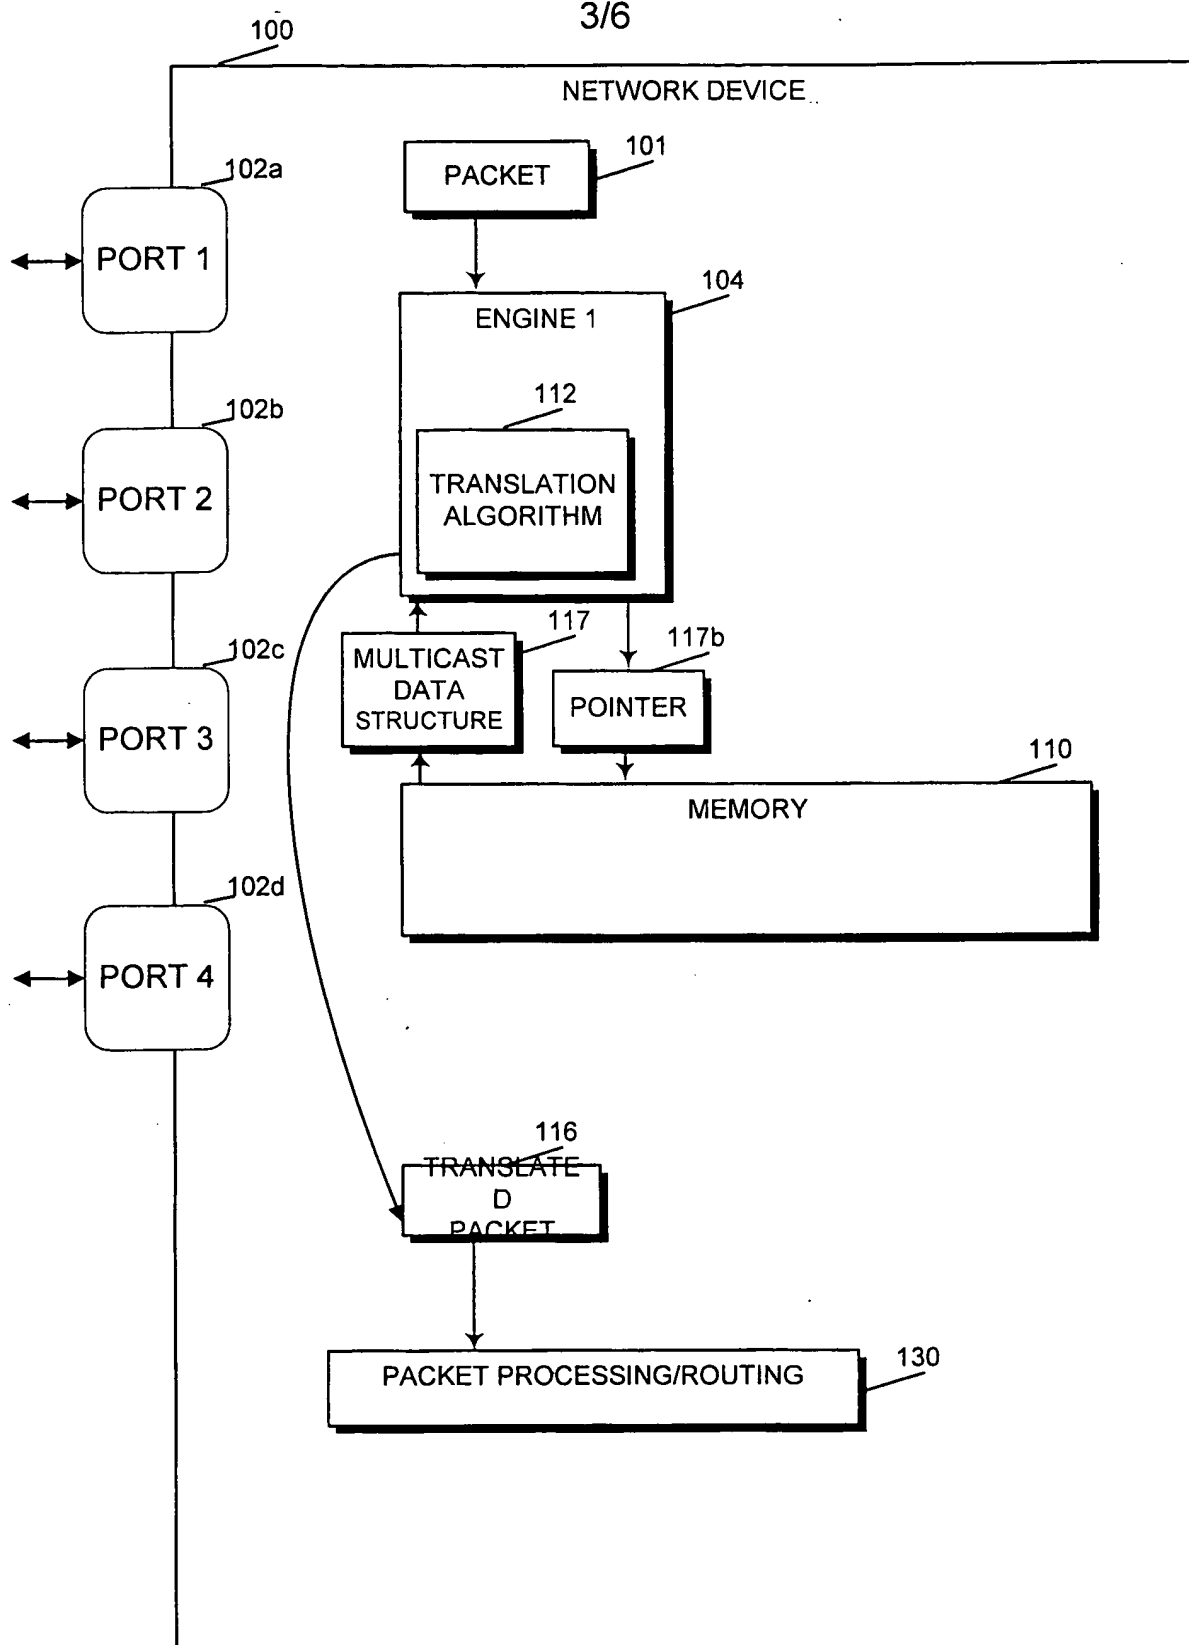 3/6
100
NETWORK DEVICE
101
PACKET
102a
PORT 1
104
ENGINE 1
112
TRANSLATION
ALGORITHM
102b
PORT 2
117
MULTICAST
DATA
STRUCTURE
117b
POINTER
102c
PORT 3
110
MEMORY
102d
PORT 4
116
TRANSLATE
D
PACKET
PACKET PROCESSING/ROUTING
130